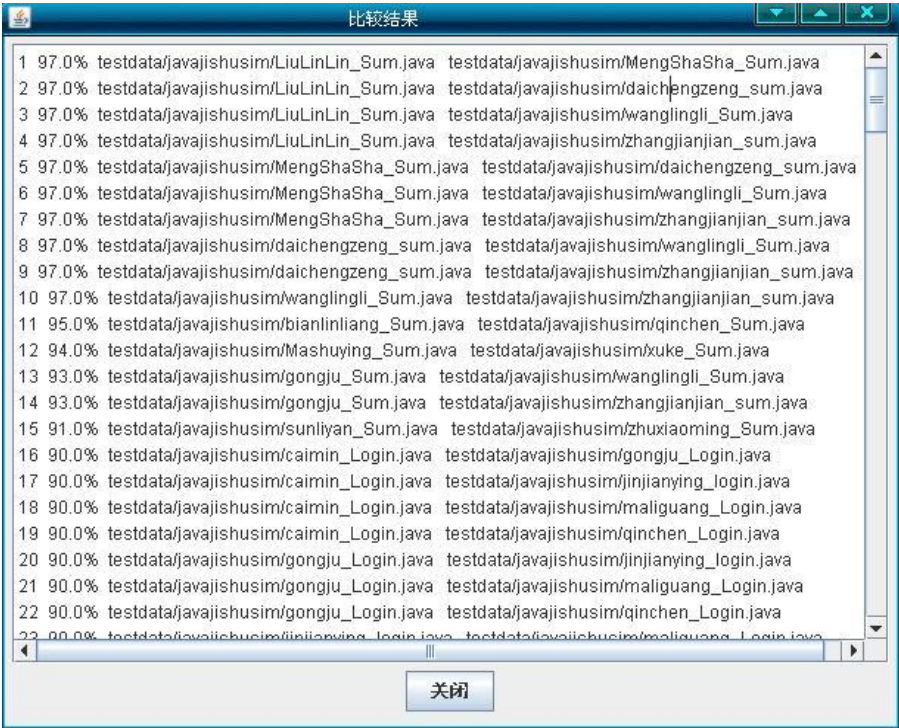 比较结果
1 97.0% testdata/javajishusim/LiuLinLin_Sum.java testdata/javajishusim/MengShaSha_Sum.java
2 97.0% testdata/javajishusim/LiuLinLin_Sum.java testdata/javajishusim/daichengzeng_sum.java
3 97.0% testdata/javajishusim/LiuLinLin_Sum.java testdata/javajishusim/wanglingli_Sum.java
4 97.0% testdata/javajishusim/LiuLinLin_Sum.java testdata/javajishusim/zhangjianjian_sum.java
5 97.0% testdata/javajishusim/MengShaSha_Sum.java testdata/javajishusim/daichengzeng_sum.java
6 97.0% testdata/javajishusim/MengShaSha_Sum.java testdata/javajishusim/wanglingli_Sum.java
7 97.0% testdata/javajishusim/MengShaSha_Sum.java testdata/javajishusim/zhangjianjian_sum.java
8 97.0% testdata/javajishusim/daichengzeng_sum.java testdata/javajishusim/wanglingli_Sum.java
9 97.0% testdata/javajishusim/daichengzeng_sum.java testdata/javajishusim/zhangjianjian_sum.java
10 97.0% testdata/javajishusim/wanglingli_Sum.java testdata/javajishusim/zhangjianjian_sum.java
11 95.0% testdata/javajishusim/bianlinliang_Sum.java testdata/javajishusim/qinchen_Sum.java
12 94.0% testdata/javajishusim/Mashuying_Sum.java testdata/javajishusim/xuke_Sum.java
13 93.0% testdata/javajishusim/gongju_Sum.java testdata/javajishusim/wanglingli_Sum.java
14 93.0% testdata/javajishusim/gongju_Sum.java testdata/javajishusim/zhangjianjian_sum.java
15 91.0% testdata/javajishusim/sunliyan_Sum.java testdata/javajishusim/zhuxiaoming_Sum.java
16 90.0% testdata/javajishusim/caimin_Login.java testdata/javajishusim/gongju_Login.java
17 90.0% testdata/javajishusim/caimin_Login.java testdata/javajishusim/jinjianying_login.java
18 90.0% testdata/javajishusim/caimin_Login.java testdata/javajishusim/maliguang_Login.java
19 90.0% testdata/javajishusim/caimin_Login.java testdata/javajishusim/qinchen_Login.java
20 90.0% testdata/javajishusim/gongju_Login.java testdata/javajishusim/jinjianying_login.java
21 90.0% testdata/javajishusim/gongju_Login.java testdata/javajishusim/maliguang_Login.java
22 90.0% testdata/javajishusim/gongju_Login.java testdata/javajishusim/qinchen_Login.java
23 90.0% testdata/javajishusim/jinjianying_login.java testdata/javajishusim/maliguang_Login.java
关闭